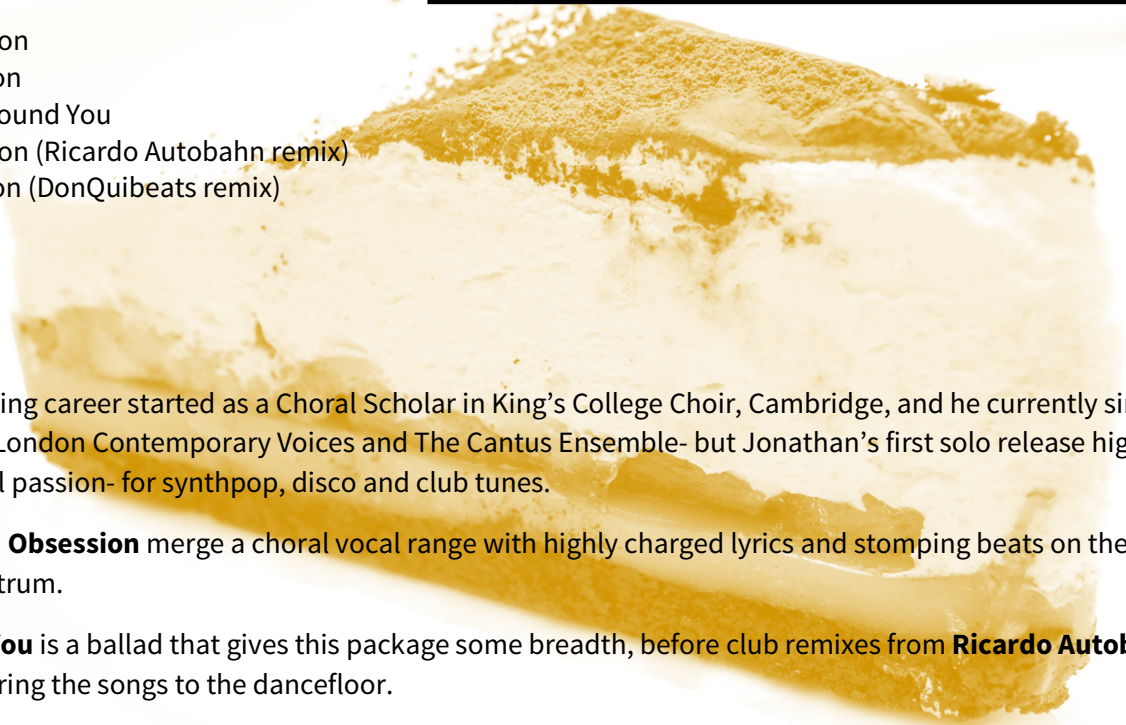 on
on
ound You
on (Ricardo Autobahn remix)
on (DonQuibeats remix)
ing career started as a Choral Scholar in King’s College Choir, Cambridge, and he currently si
London Contemporary Voices and The Cantus Ensemble- but Jonathan’s first solo release hig
l passion- for synthpop, disco and club tunes.
Obsession merge a choral vocal range with highly charged lyrics and stomping beats on the
trum.
ou is a ballad that gives this package some breadth, before club remixes from Ricardo Autob
ring the songs to the dancefloor.